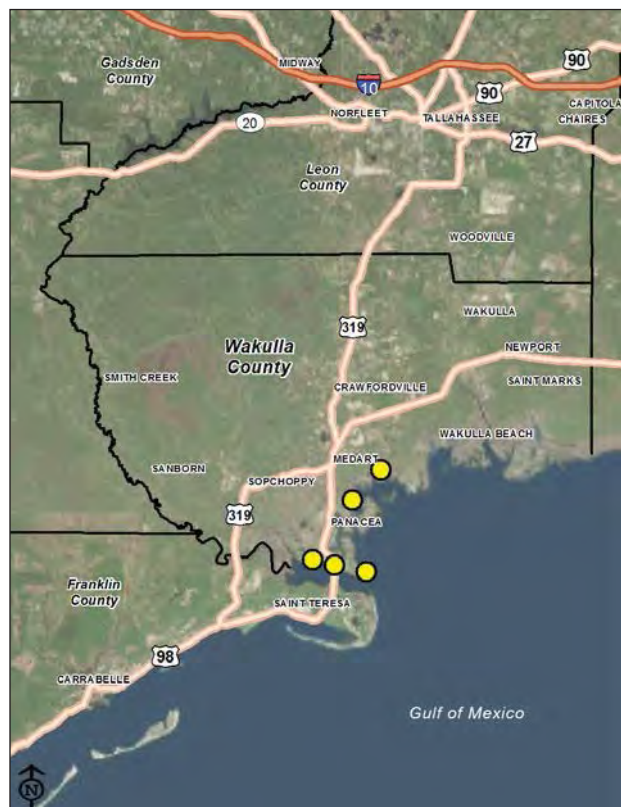 Gadsden
County
MIDWAY
10
90
90
NORFLEET
20
TALLAHASSEE
CAPITOLA
CHAIRES
27
Leon
County
WOODVILLE
WAKULLA
319
Wakulla
County
NEWPORT
SMITH CREEK
CRAWFORDVILLE
SAINT MARKS
WAKULLA BEACH
MEDART
SANBORN
SOPCHOPPY
319
PANACEA
Franklin
County
SAINT TERESA
98
CARRABELLE
Gulf of Mexico
N